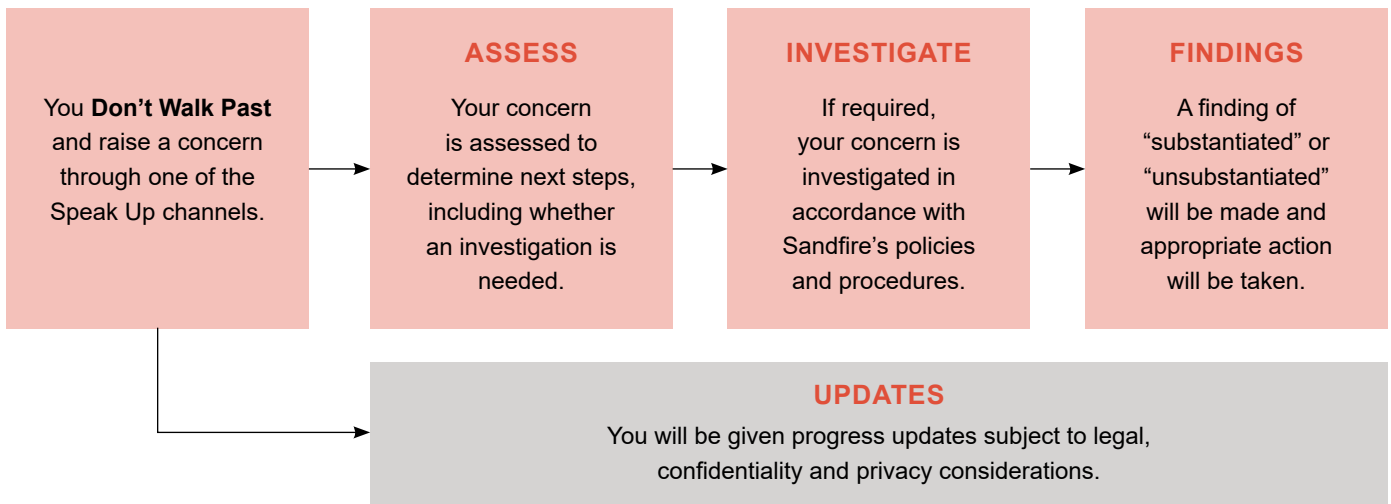 You Don’t Walk Past
and raise a concern
through one of the
Speak Up channels.
ASSESS
Your concern
is assessed to
determine next steps,
including whether
an investigation is
needed.
INVESTIGATE
If required,
your concern is
investigated in
accordance with
Sandfire’s policies
and procedures.
FINDINGS
A finding of
“substantiated” or
“unsubstantiated”
will be made and
appropriate action
will be taken.
UPDATES
You will be given progress updates subject to legal,
confidentiality and privacy considerations.